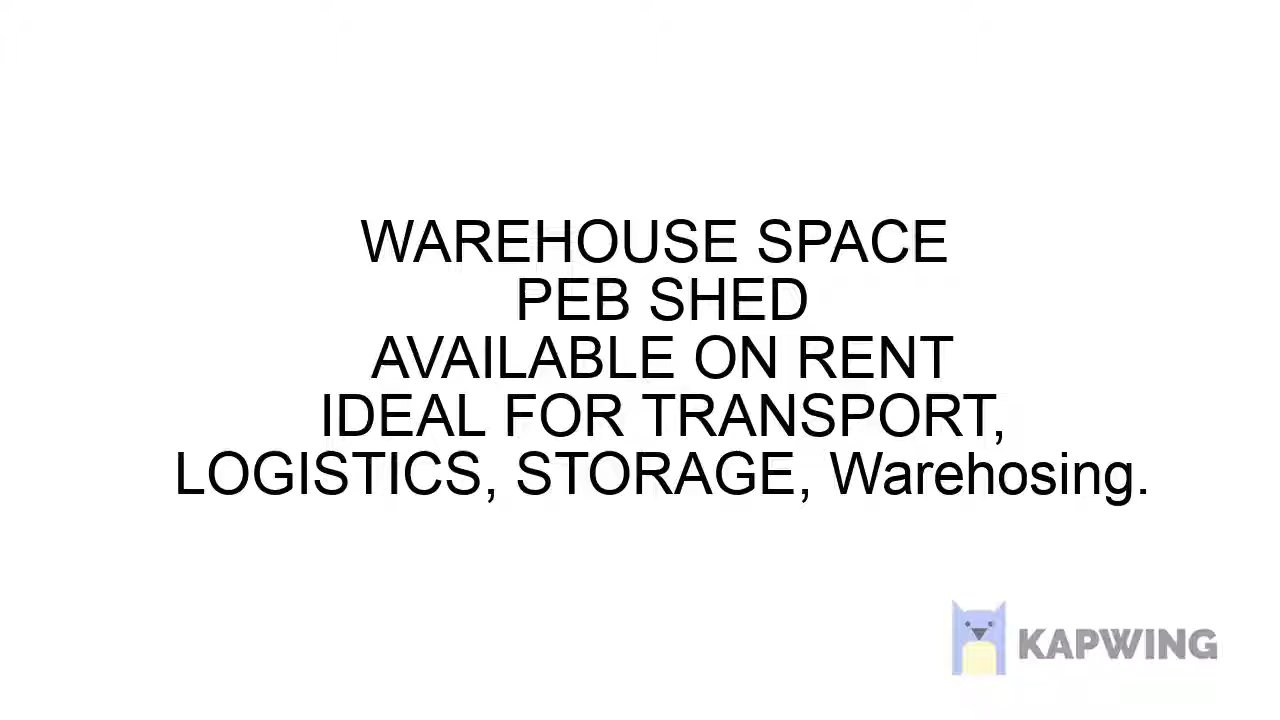 WAREHOUSE SPACE
PEB SHED
AVAILABLE ON RENT
IDEAL FOR TRANSPORT,
LOGISTICS, STORAGE, Warehosing.
KAPWING